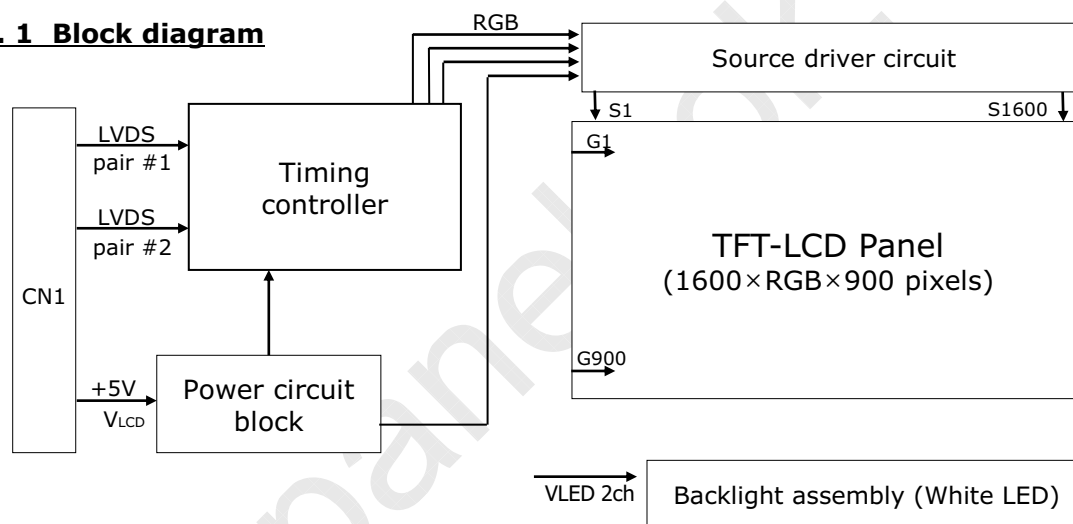 . 1 Block diagram
RGB
Source driver circuit
S1
S1600
CN1
LVDS
pair #1
LVDS
pair #2
Timing
controller
G1
TFT-LCD Panel
(1600×RGB×900 pixels)
G900
+5V
VLCD
Power circuit
block
VLED 2ch
Backlight assembly (White LED)